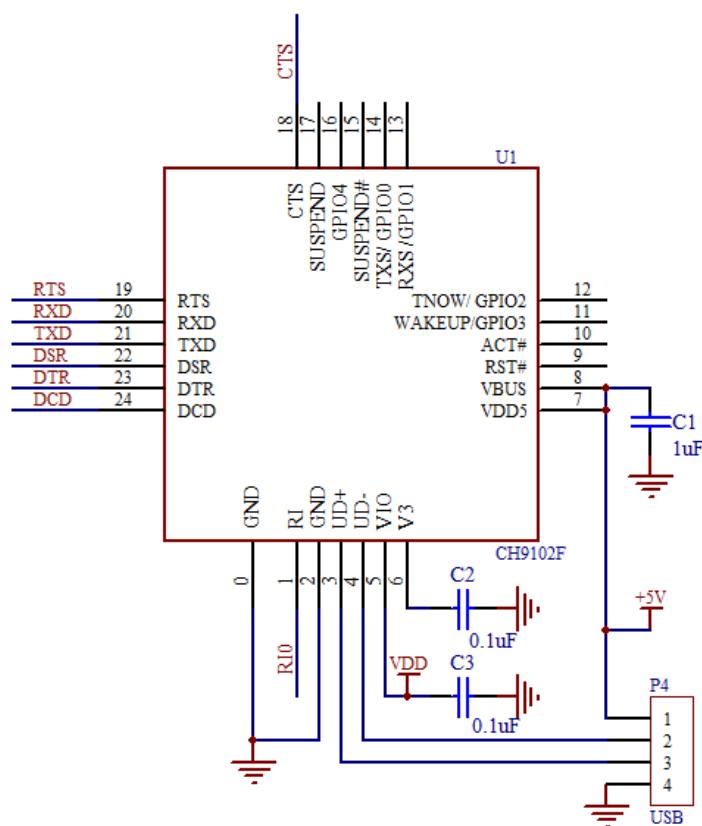 CTS
18
17
16
15
14
13
U1
CTS
SUSPEND
GPIO4
SUSPEND#
TXS/ GPIO0
RXS /GPIO1
RTS 19 RTS
RXD 20 RXD
TXD 21 TXD
DSR 22 DSR
DTR 23 DTR
DCD 24 DCD
TNOW/ GPIO2 12
WAKEUP/GPIO3 11
ACT# 10
RST# 9
VBUS 8
VDD5 7
C1
1uF
GND
RI
GND
UD+
UD-
VIO
V3
CH9102F
0
1
2
3
4
5
6
C2
0.1uF
+5V
RI0
VDD
C3
0.1uF
P4
1
2
3
4
USB